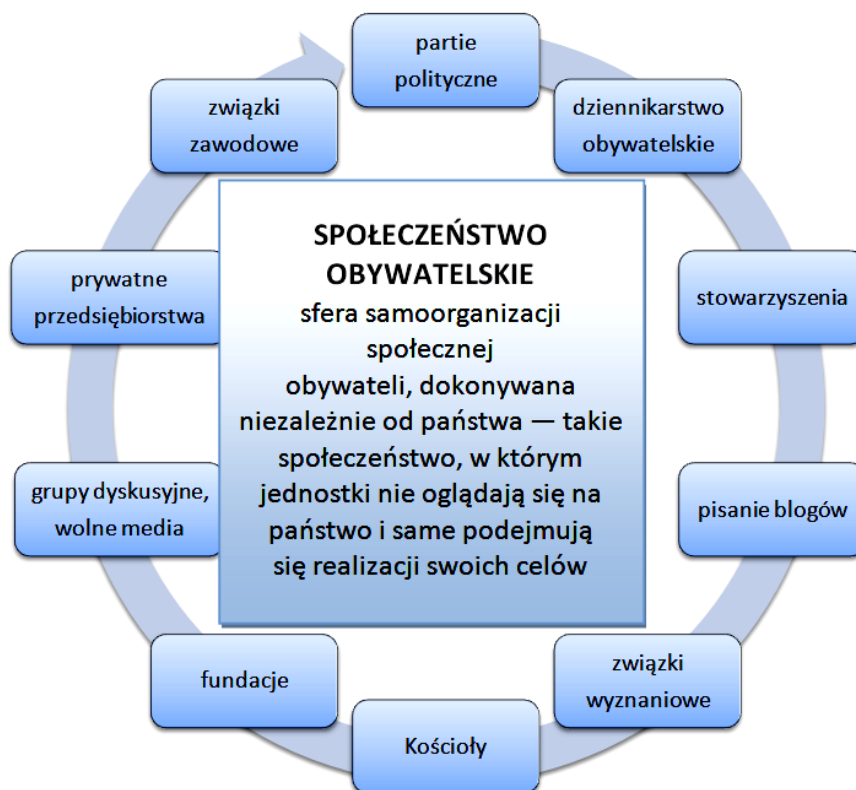 partie
polityczne
dziennikarstwo
obywatelskie
stowarzyszenia
pisanie blogów
związki
wyznaniowe
Kościoły
fundacje
grupy dyskusyjne,
wolne media
prywatne
przedsiębiorstwa
związki
zawodowe
SPOŁECZEŃSTWO
OBYWATELSKIE
sfera samoorganizacji
społecznej
obywateli, dokonywana
niezależnie od państwa — takie
społeczeństwo, w którym
jednostki nie oglądają się na
państwo i same podejmują
się realizacji swoich celów